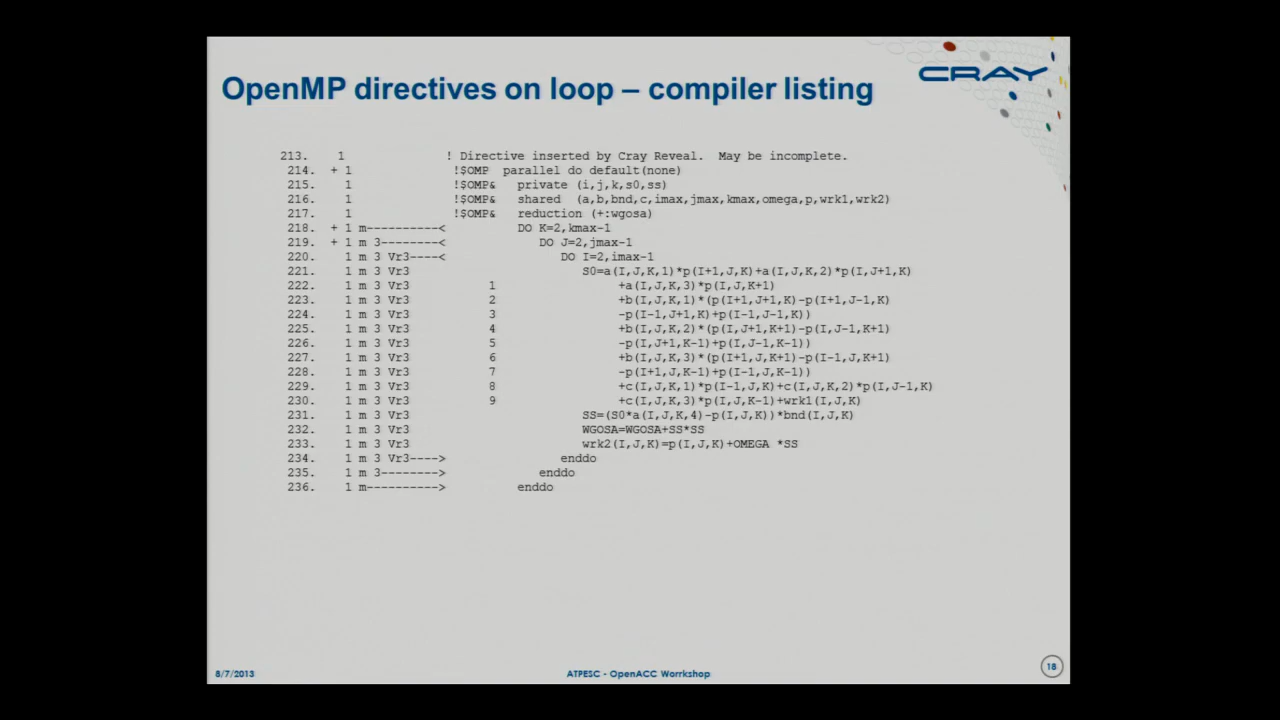 CRAY
OpenMP directives on loop – compiler listing
213. 1 ! Directive inserted by Cray Reveal. May be incomplete.
214. + 1 !$OMP parallel do default(none)
215. 1 !$OMP& private (i,j,k,s0,ss)
216. 1 !$OMP& shared (a,b,bnd,c,imax,jmax,kmax,omega,p,wrk1,wrk2)
217. 1 !$OMP& reduction (+:wgosa)
218. + 1 m----------< DO K=2,kmax-1
219. + 1 m 3--------< DO J=2,jmax-1
220. 1 m 3 Vr3----< DO I=2,imax-1
221. 1 m 3 Vr3 S0=a(I,J,K,1)*p(I+1,J,K)+a(I,J,K,2)*p(I,J+1,K)
222. 1 m 3 Vr3 1 +a(I,J,K,3)*p(I,J,K+1)
223. 1 m 3 Vr3 2 +b(I,J,K,1)*(p(I+1,J+1,K)-p(I+1,J-1,K)
224. 1 m 3 Vr3 3 -p(I-1,J+1,K)+p(I-1,J-1,K))
225. 1 m 3 Vr3 4 +b(I,J,K,2)*(p(I,J+1,K+1)-p(I,J-1,K+1)
226. 1 m 3 Vr3 5 -p(I,J+1,K-1)+p(I,J-1,K-1))
227. 1 m 3 Vr3 6 +b(I,J,K,3)*(p(I+1,J,K+1)-p(I-1,J,K+1)
228. 1 m 3 Vr3 7 -p(I+1,J,K-1)+p(I-1,J,K-1))
229. 1 m 3 Vr3 8 +c(I,J,K,1)*p(I-1,J,K)+c(I,J,K,2)*p(I,J-1,K)
230. 1 m 3 Vr3 9 +c(I,J,K,3)*p(I,J,K-1)+wrk1(I,J,K)
231. 1 m 3 Vr3 SS=(S0*a(I,J,K,4)-p(I,J,K))*bnd(I,J,K)
232. 1 m 3 Vr3 WGOSA=WGOSA+SS*SS
233. 1 m 3 Vr3 wrk2(I,J,K)=p(I,J,K)+OMEGA *SS
234. 1 m 3 Vr3----> enddo
235. 1 m 3--------> enddo
236. 1 m----------> enddo
8/7/2013 ATPESC - OpenACC Worrkshop 18